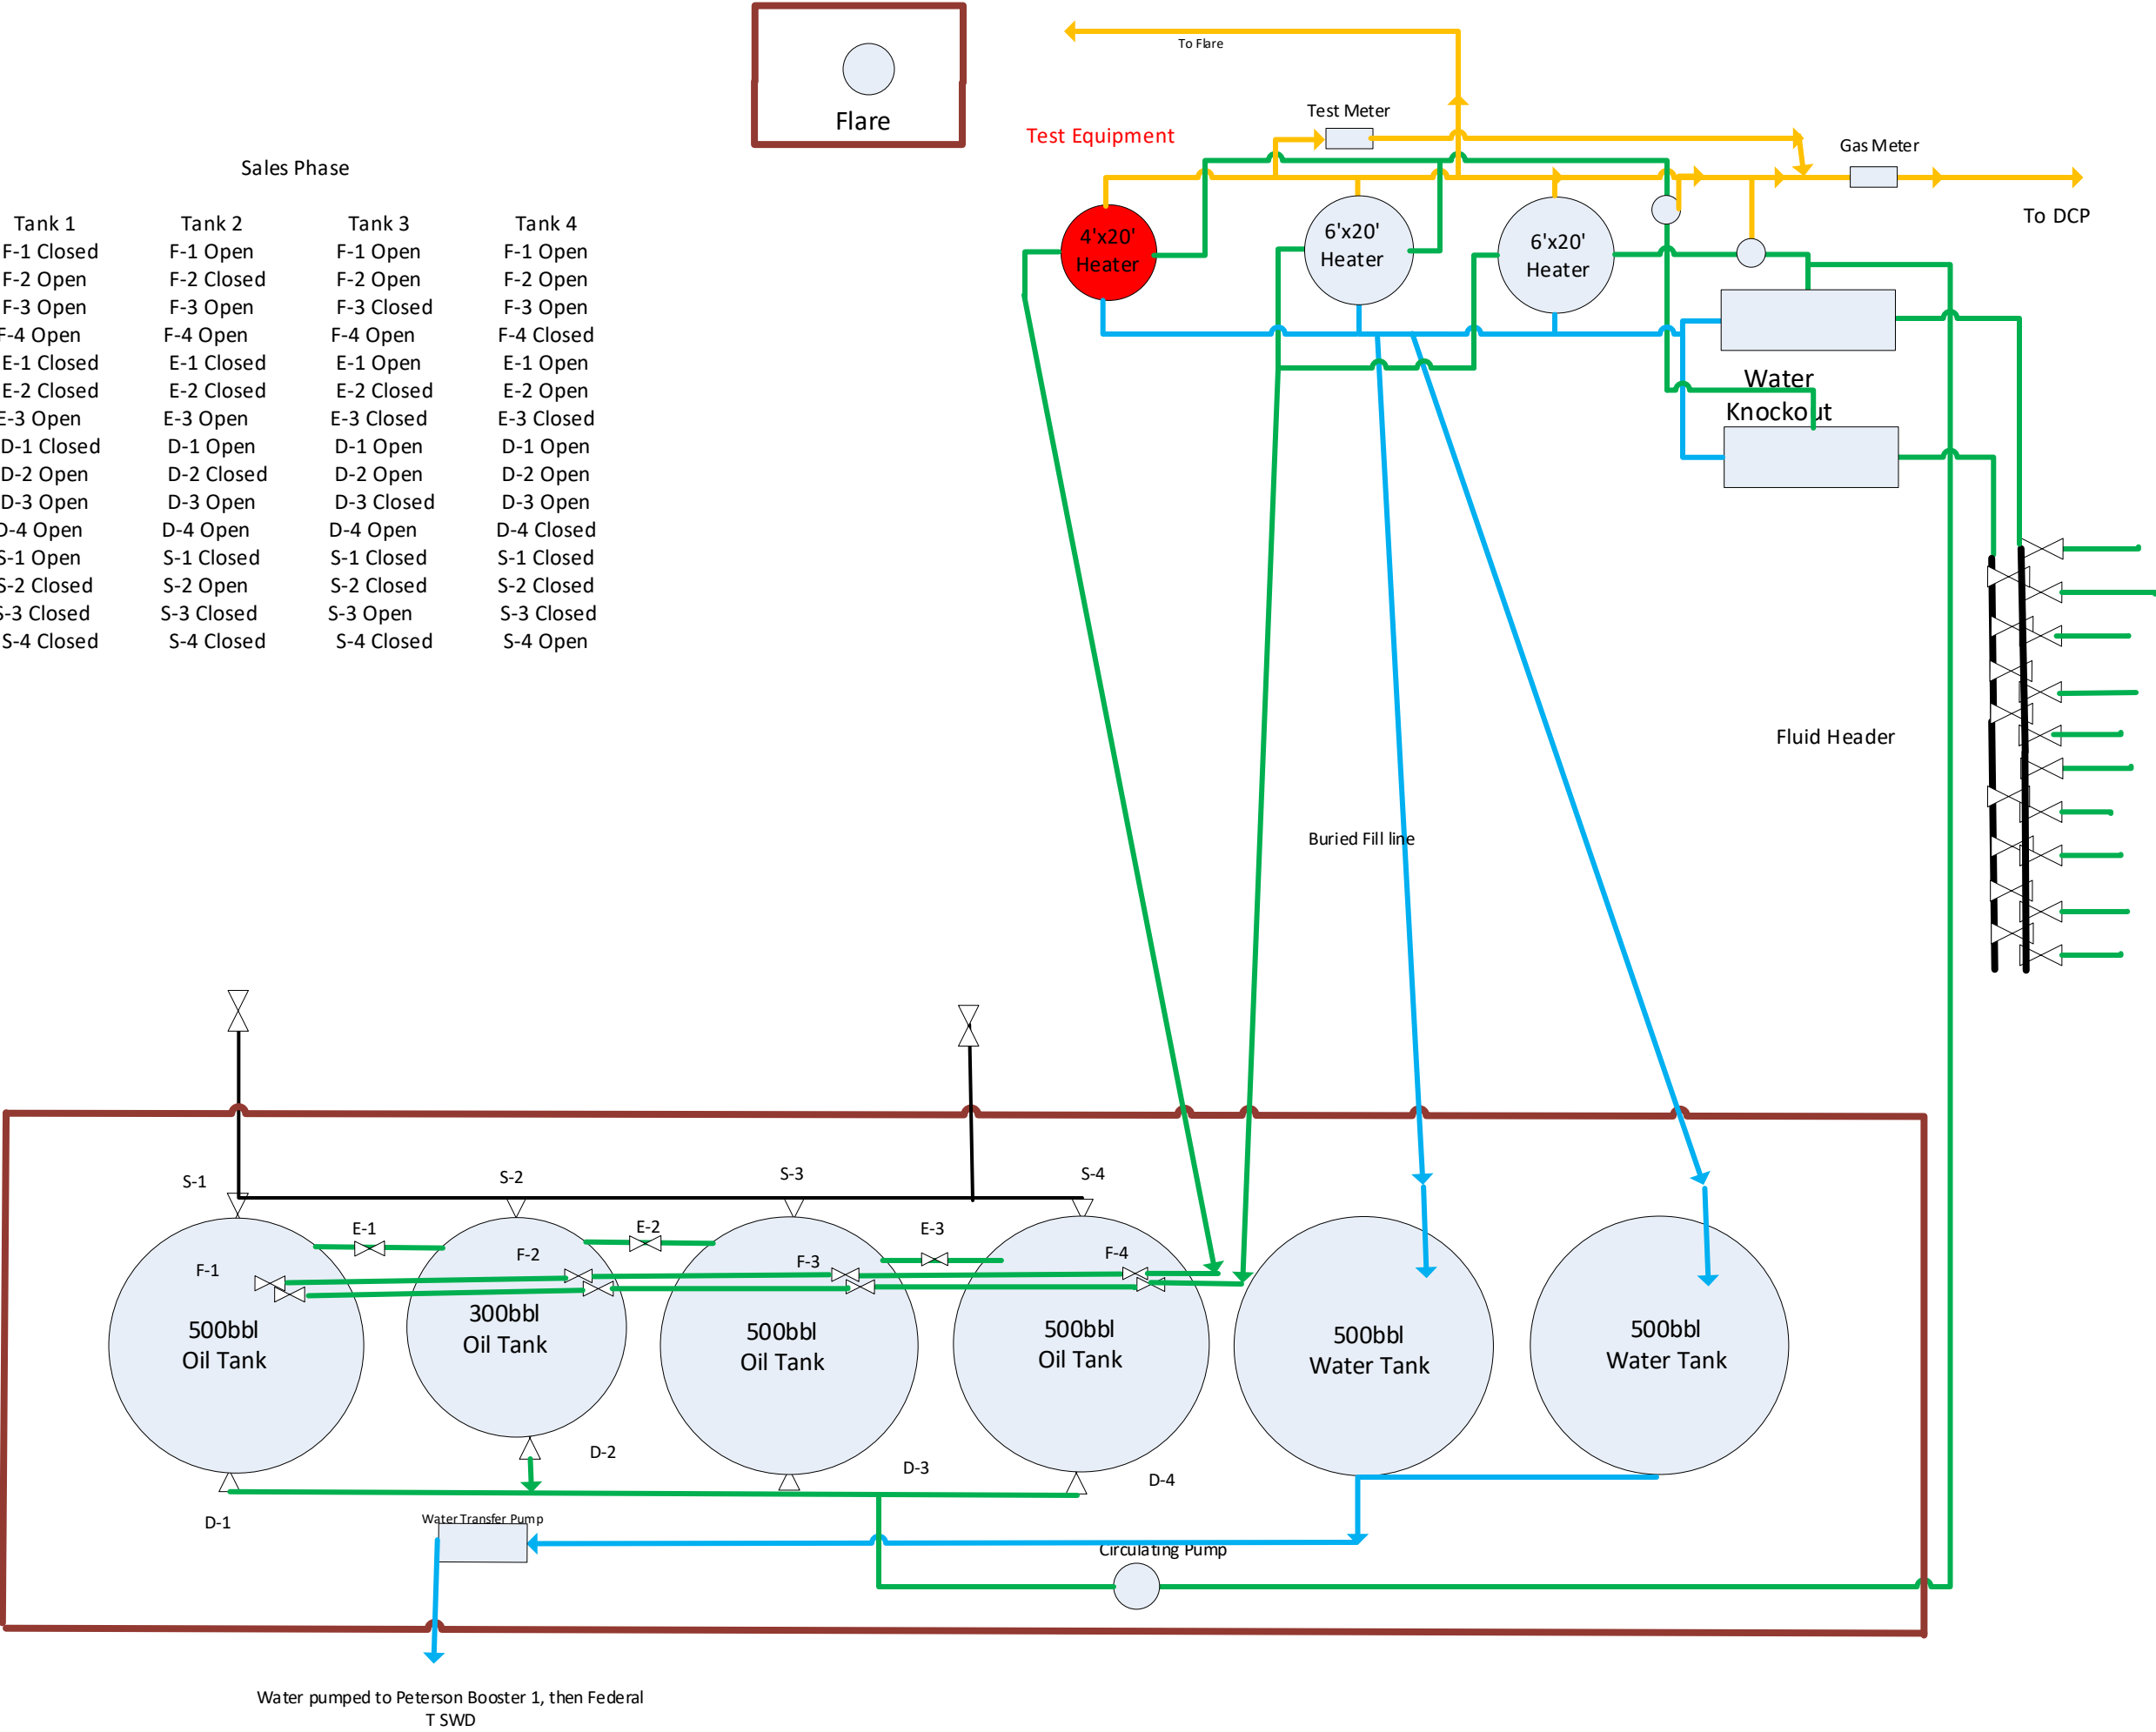 To Flare
Flare
Test Meter
Test Equipment
Gas Meter
To DCP
Sales Phase
Tank 1 Tank 2 Tank 3 Tank 4
F-1 Closed F-1 Open F-1 Open F-1 Open
F-2 Open F-2 Closed F-2 Open F-2 Open
F-3 Open F-3 Open F-3 Closed F-3 Open
F-4 Open F-4 Open F-4 Open F-4 Closed
E-1 Closed E-1 Closed E-1 Open E-1 Open
E-2 Closed E-2 Closed E-2 Closed E-2 Open
E-3 Open E-3 Open E-3 Closed E-3 Closed
D-1 Closed D-1 Open D-1 Open D-1 Open
D-2 Open D-2 Closed D-2 Open D-2 Open
D-3 Open D-3 Open D-3 Closed D-3 Open
D-4 Open D-4 Open D-4 Open D-4 Closed
S-1 Open S-1 Closed S-1 Closed S-1 Closed
S-2 Closed S-2 Open S-2 Closed S-2 Closed
S-3 Closed S-3 Closed S-3 Open S-3 Closed
S-4 Closed S-4 Closed S-4 Closed S-4 Open
4'x20'
Heater
6'x20'
Heater
6'x20'
Heater
Water
Knockout
Fluid Header
Buried Fill line
S-1
S-2
S-3
S-4
E-1
E-2
E-3
F-1
F-2
F-3
F-4
500bbl
Oil Tank
300bbl
Oil Tank
500bbl
Oil Tank
500bbl
Oil Tank
500bbl
Water Tank
500bbl
Water Tank
D-1
D-2
D-3
D-4
Water Transfer Pump
Circulating Pump
Water pumped to Peterson Booster 1, then Federal
T SWD